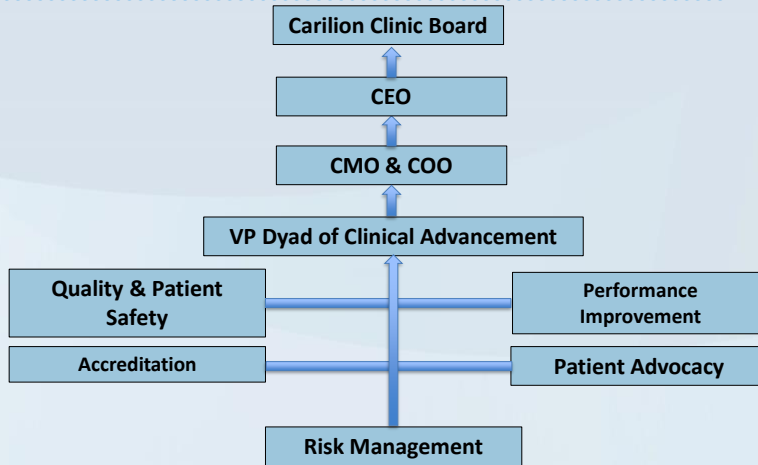 Carilion Clinic Board
CEO
CMO & COO
VP Dyad of Clinical Advancement
Quality & Patient
Safety
Performance
Improvement
Accreditation
Patient Advocacy
Risk Management